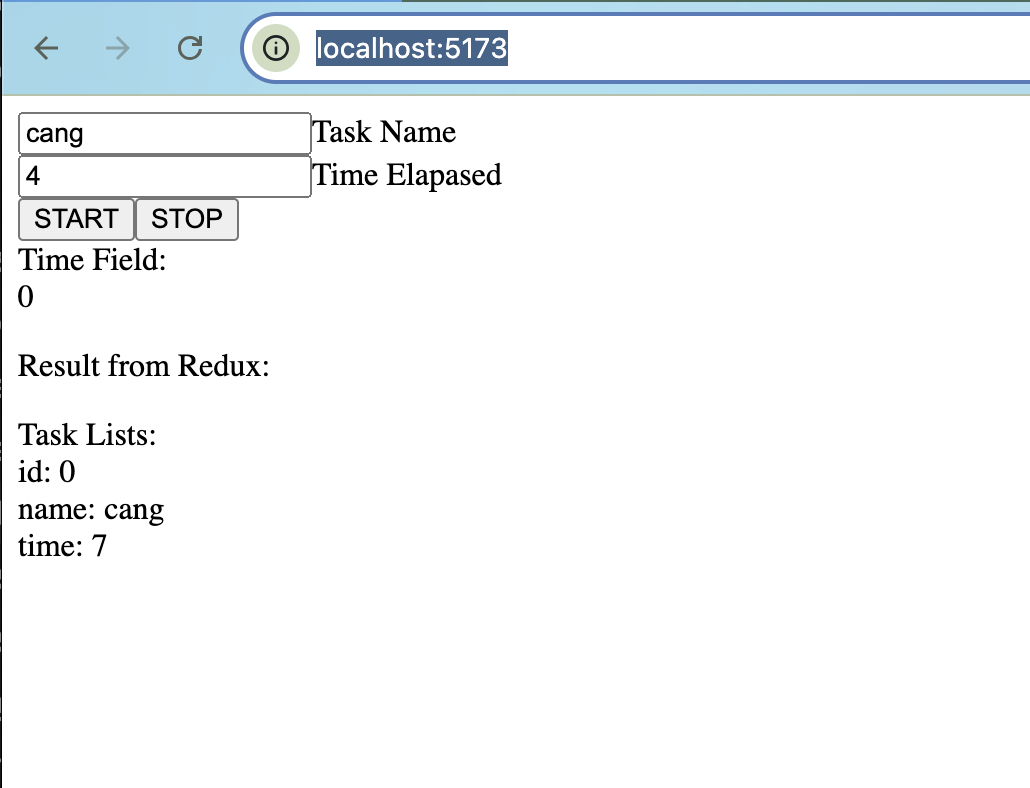 localhost:5173
cang Task Name
4 Time Elapased
START STOP
Time Field:
0
Result from Redux:
Task Lists:
id: 0
name: cang
time: 7